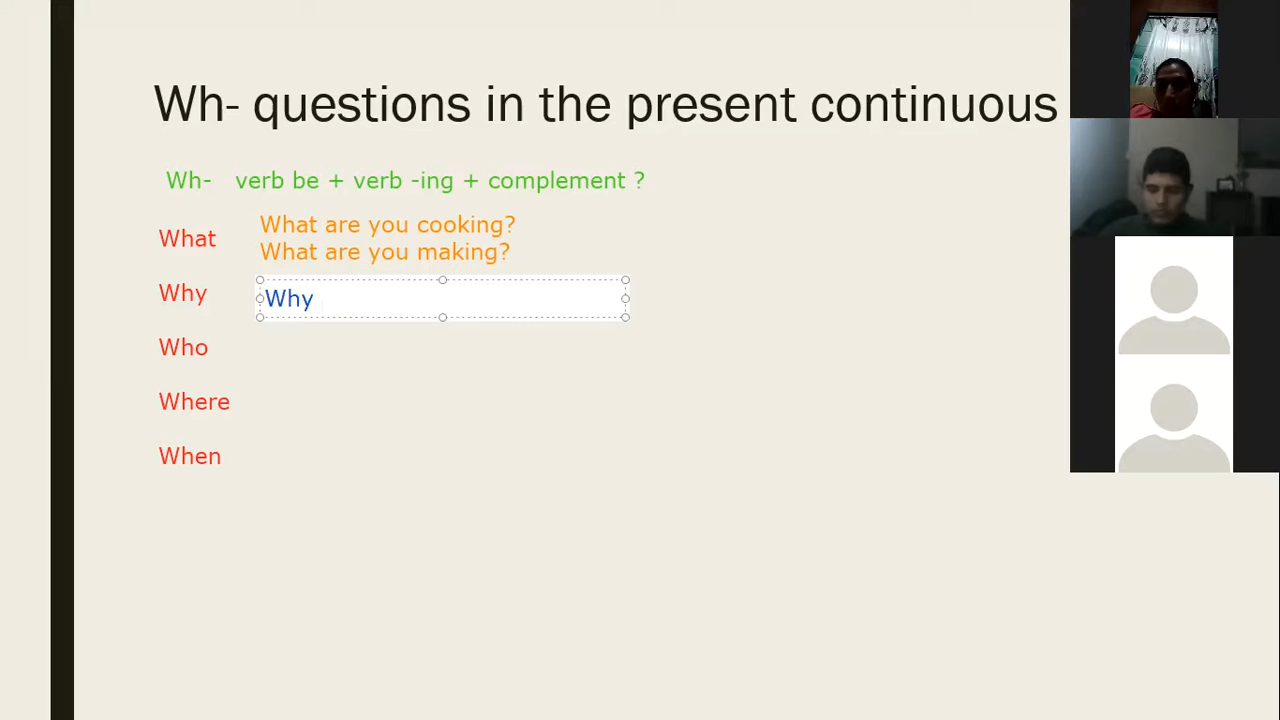 Wh- questions in the present continuous
Wh- verb be + verb -ing + complement ?
What What are you cooking?
What are you making?
Why Why
Who
Where
When